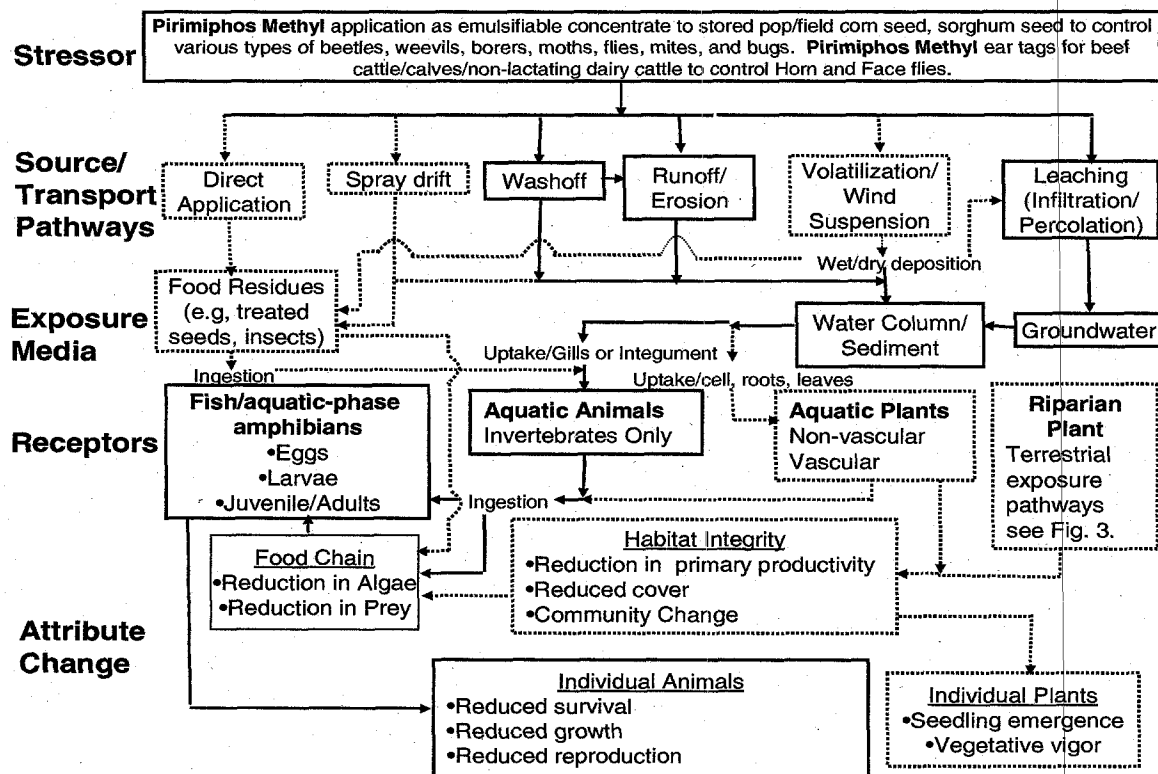 Stressor
Pirimiphos Methyl application as emulsifiable concentrate to stored pop/field corn seed, sorghum seed to control
various types of beetles, weevils, borers, moths, flies, mites, and bugs. Pirimiphos Methyl ear tags for beef
cattle/calves/non-lactating dairy cattle to control Horn and Face flies.
Source/
Transport
Pathways
Direct
Application
Spray drift
Washoff
Runoff/
Erosion
Volatilization/
Wind
Suspension
Leaching
(Infiltration/
Percolation)
Wet/dry deposition
Exposure
Media
Food Residues
(e.g, treated
seeds, insects)
Water Column/
Sediment
Groundwater
Uptake/Gills or Integument
Uptake/cell, roots, leaves
Ingestion
Receptors
Fish/aquatic-phase
amphibians
•Eggs
•Larvae
•Juvenile/Adults
Aquatic Animals
Invertebrates Only
Aquatic Plants
Non-vascular
Vascular
Riparian
Plant
Terrestrial
exposure
pathways
see Fig. 3.
Ingestion
Attribute
Change
Food Chain
•Reduction in Algae
•Reduction in Prey
Habitat Integrity
•Reduction in primary productivity
•Reduced cover
•Community Change
Individual Animals
•Reduced survival
•Reduced growth
•Reduced reproduction
Individual Plants
•Seedling emergence
•Vegetative vigor